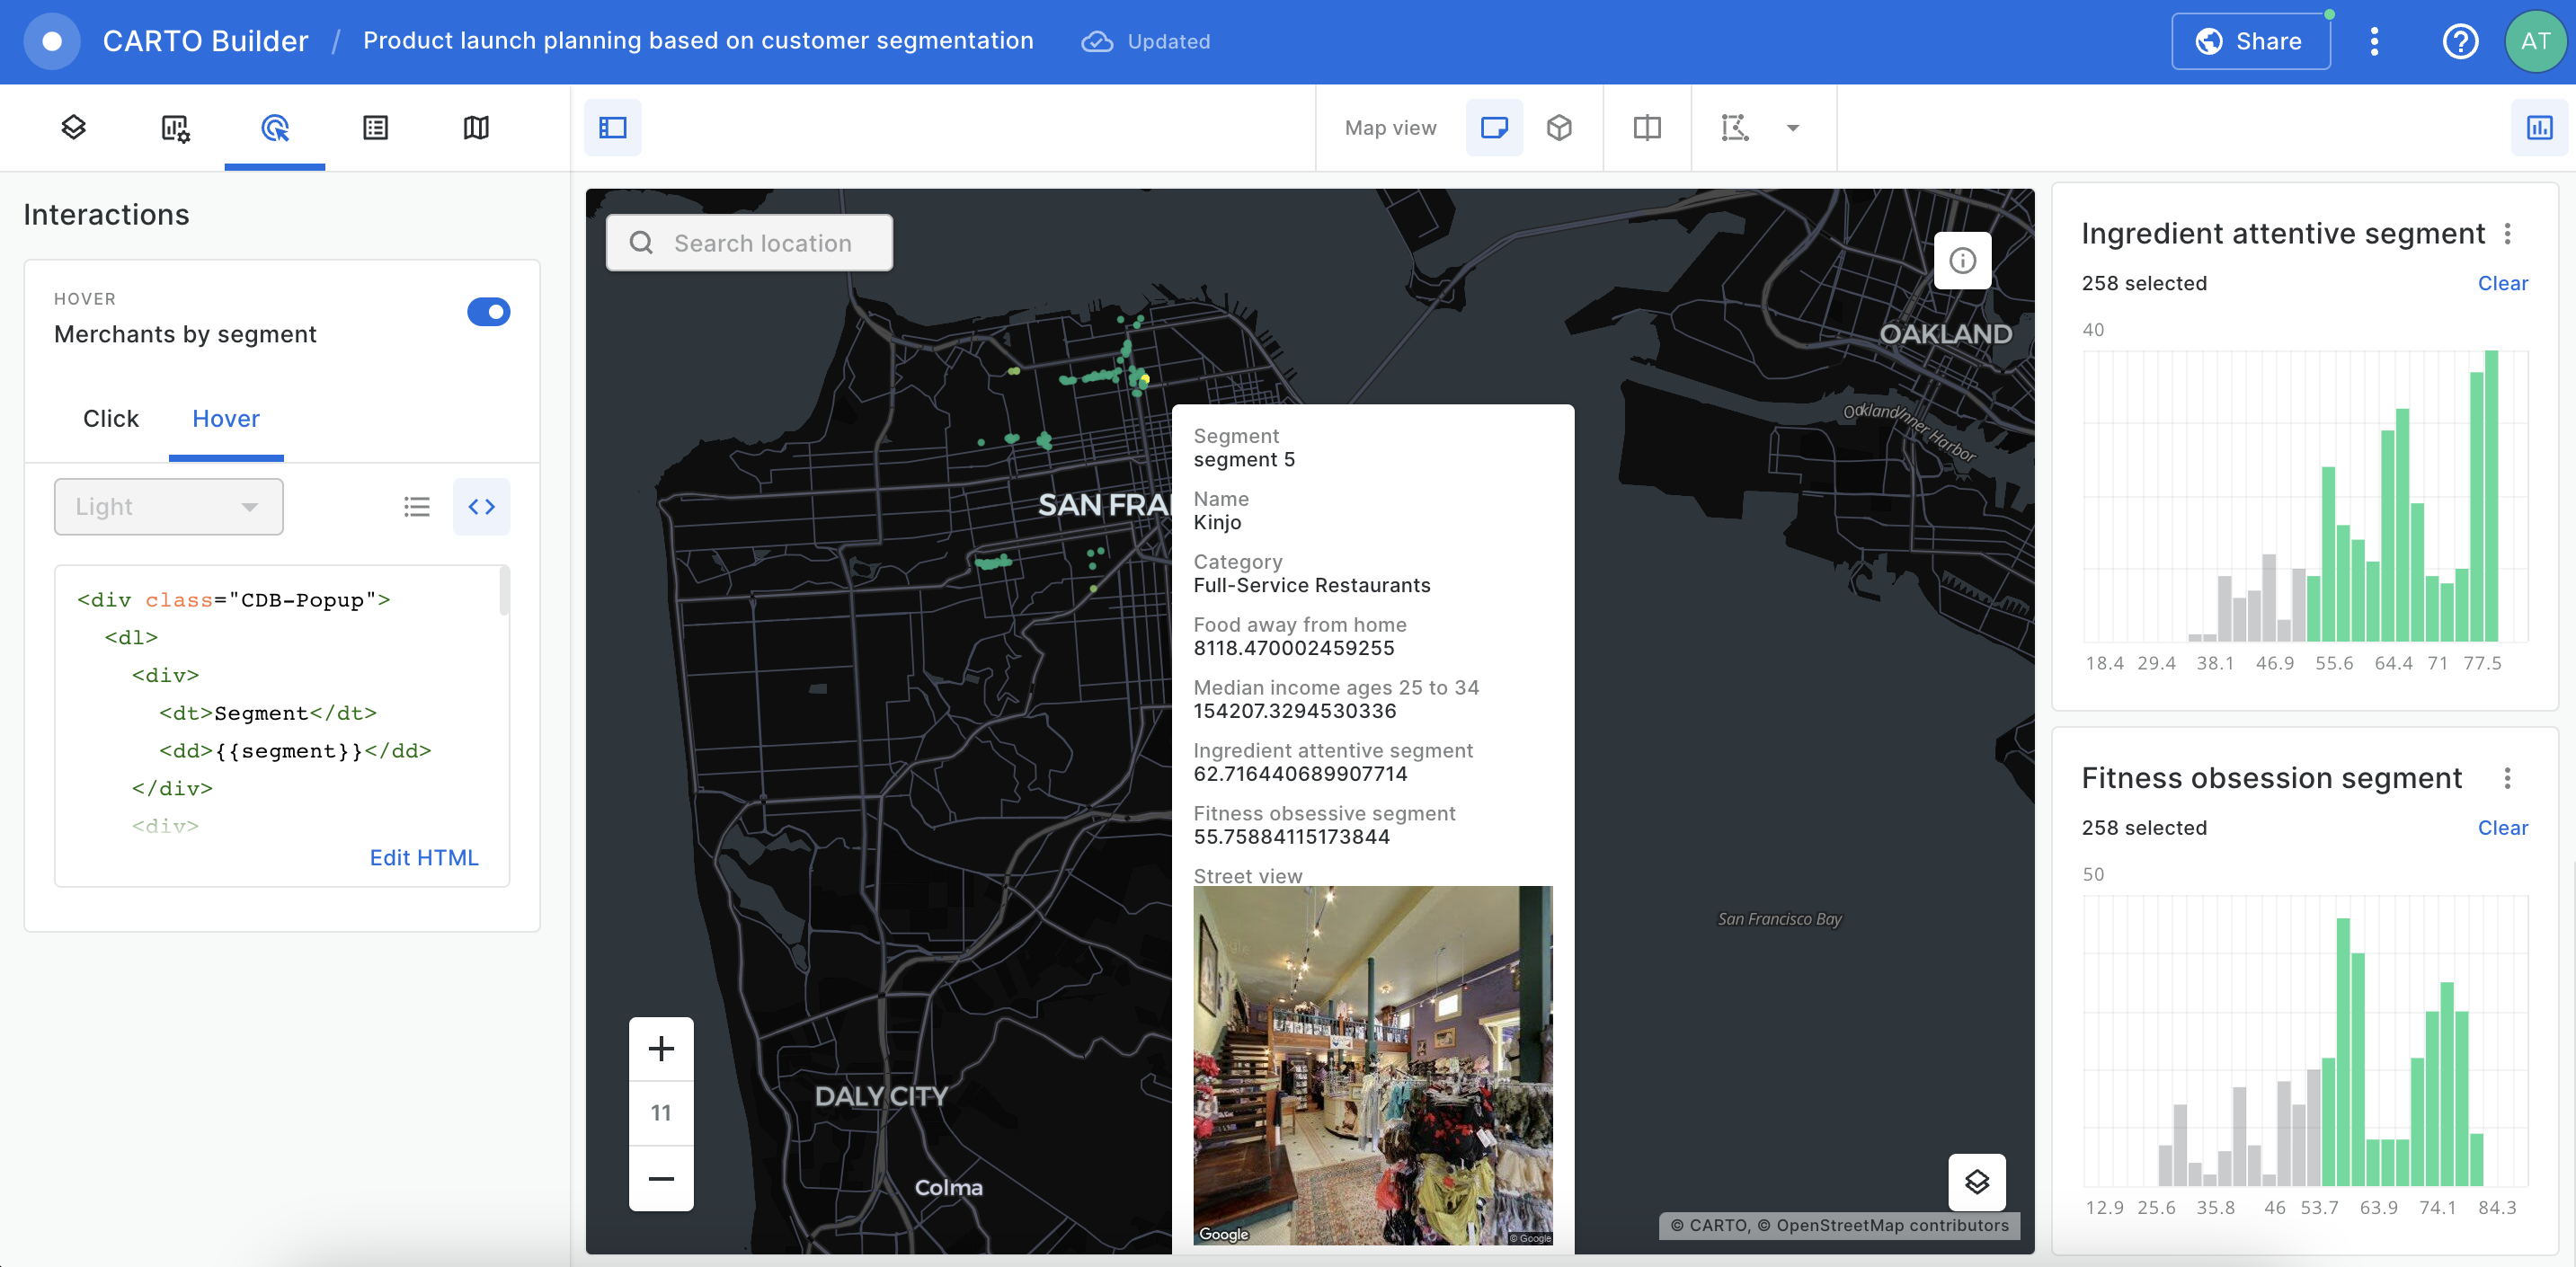 CARTO Builder / Product launch planning based on customer segmentation Updated
Share
AT
Map view
Interactions
HOVER
Merchants by segment
Click Hover
Light
<div class="CDB-Popup">
<dl>
<div>
<dt>Segment</dt>
<dd>{{segment}}</dd>
</div>
<div>
Edit HTML
Search location
OAKLAND
Oakland Inner Harbor
SAN FRA
San Francisco Bay
DALY CITY
Colma
11
Segment
segment 5
Name
Kinjo
Category
Full-Service Restaurants
Food away from home
8118.470002459255
Median income ages 25 to 34
154207.3294530336
Ingredient attentive segment
62.716440689907714
Fitness obsessive segment
55.75884115173844
Street view
Google
© Google
© CARTO, © OpenStreetMap contributors
Ingredient attentive segment
258 selected Clear
40
18.4 29.4 38.1 46.9 55.6 64.4 71 77.5
Fitness obsession segment
258 selected Clear
50
12.9 25.6 35.8 46 53.7 63.9 74.1 84.3